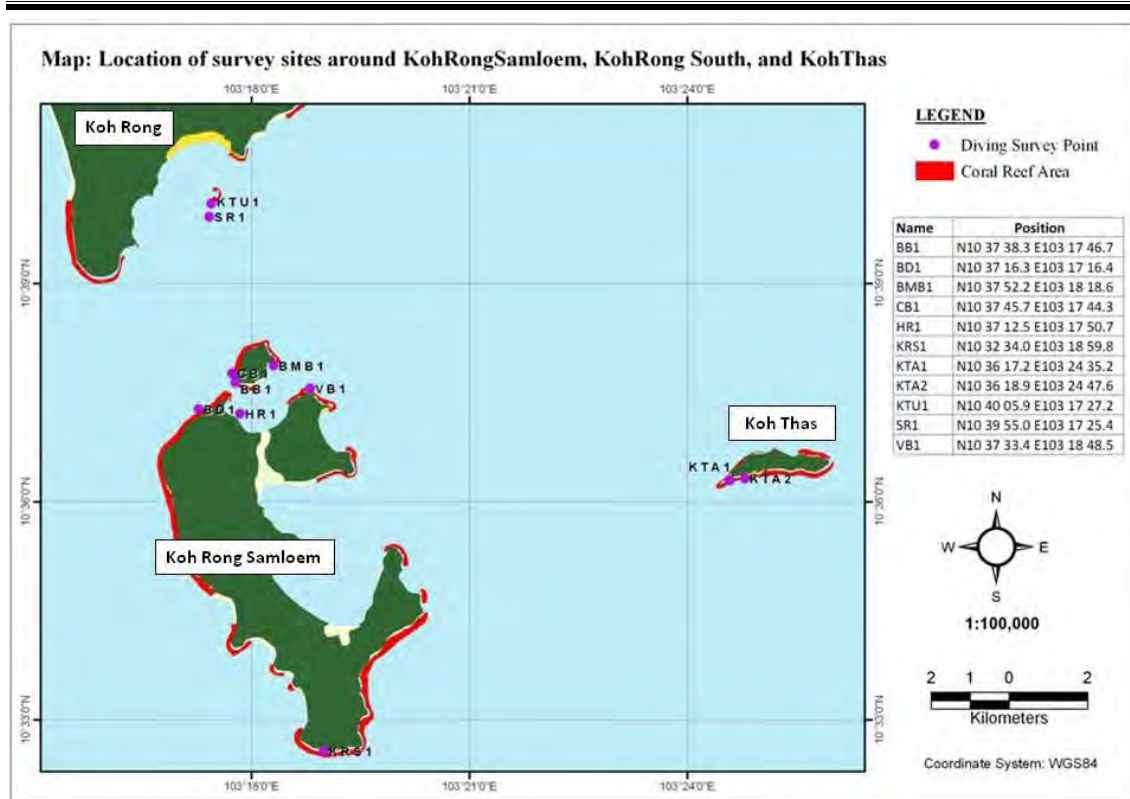 Map: Location of survey sites around KohRongSamloem, KohRong South, and KohThas
103°18'0"E 103°21'0"E 103°24'0"E
Koh Rong
KTU1
SR1
10°39'0"N 10°39'0"N
BMB1
CB1
BB1
VB1
BD1
HR1
Koh Thas
KTA1
KTA2
10°36'0"N 10°36'0"N
Koh Rong Samloem
10°33'0"N 10°33'0"N
KRS1
103°18'0"E 103°21'0"E 103°24'0"E
LEGEND
Diving Survey Point
Coral Reef Area
Name Position
BB1 N10 37 38.3 E103 17 46.7
BD1 N10 37 16.3 E103 17 16.4
BMB1 N10 37 52.2 E103 18 18.6
CB1 N10 37 45.7 E103 17 44.3
HR1 N10 37 12.5 E103 17 50.7
KRS1 N10 32 34.0 E103 18 59.8
KTA1 N10 36 17.2 E103 24 35.2
KTA2 N10 36 18.9 E103 24 47.6
KTU1 N10 40 05.9 E103 17 27.2
SR1 N10 39 55.0 E103 17 25.4
VB1 N10 37 33.4 E103 18 48.5
N
W E
S
1:100,000
2 1 0 2
Kilometers
Coordinate System: WGS84